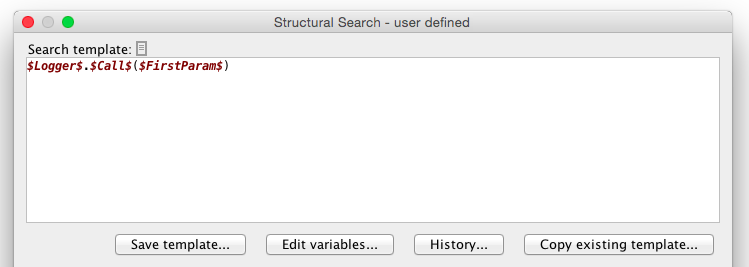 Structural Search - user defined
Search template:
$Logger$.$Call$($FirstParam$)
Save template... Edit variables... History... Copy existing template...